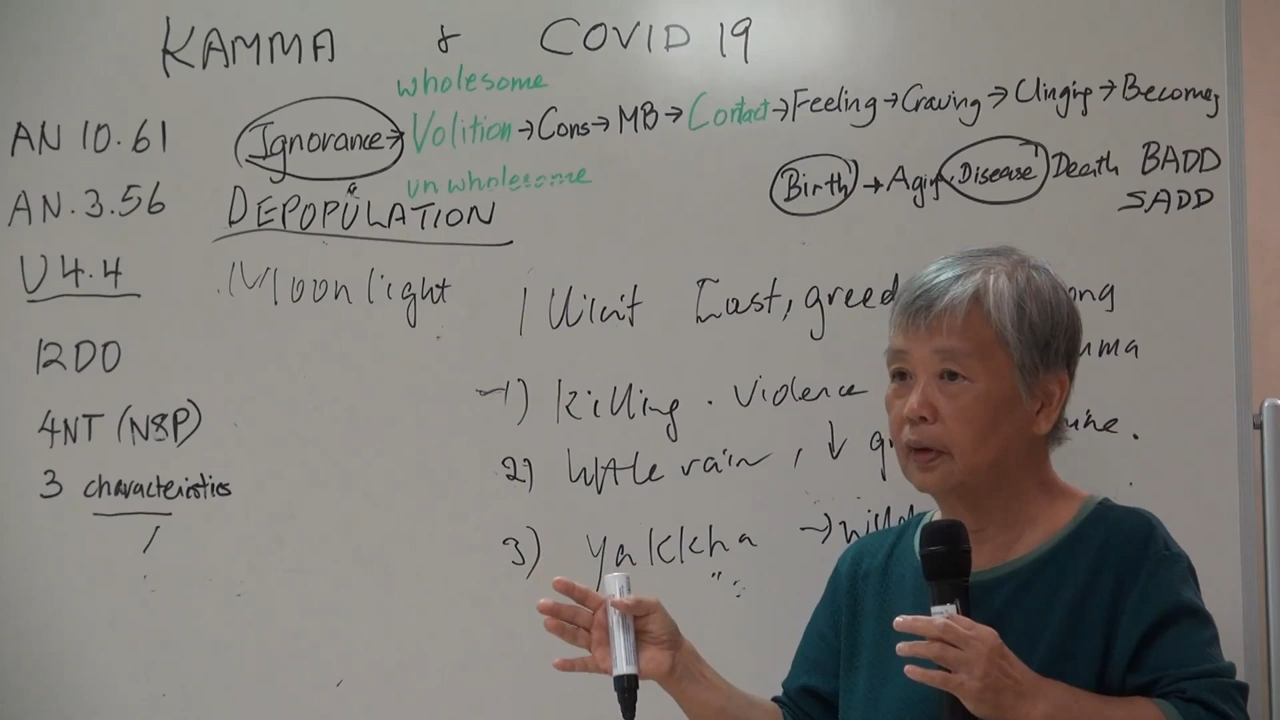 KAMMA & COVID 19
wholesome
AN 10.61
Ignorance → Volition → Cons → MB → Contact → Feeling → Craving → Clinging → Becoming
unwholesome
Birth → Aging Disease Death BADD
SADD
AN.3.56
DEPOPULATION
V 4.4
Moonlight
Lust, greed
12DO
4NT (N8P)
1) killing . violence
2) little rain, ↓
3 characteristics
3) yakkha →